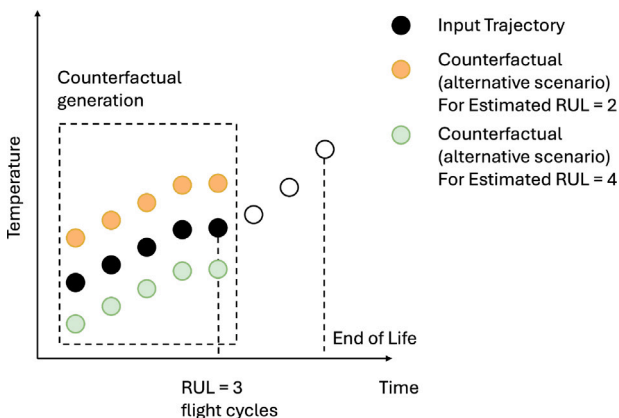 Input Trajectory
Counterfactual
(alternative scenario)
For Estimated RUL = 2
Counterfactual
(alternative scenario)
For Estimated RUL = 4
Counterfactual
generation
Temperature
End of Life
RUL = 3
flight cycles
Time